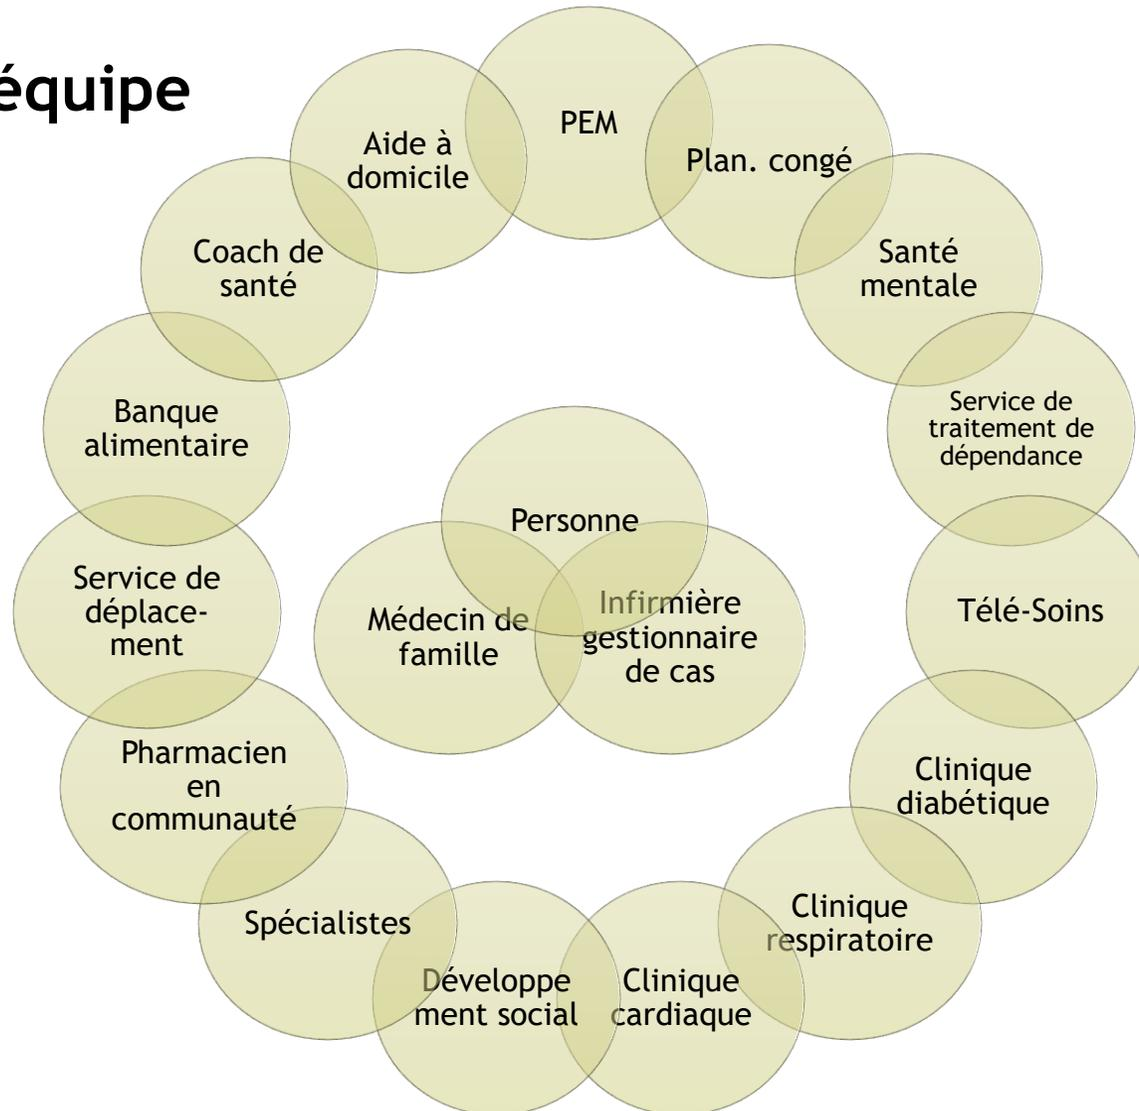 équipe
PEM
Plan. congé
Santé
mentale
Service de
traitement de
dépendance
Télé-Soins
Clinique
diabétique
Clinique
respiratoire
Clinique
cardiaque
Développe
ment social
Spécialistes
Pharmacien
en
communauté
Service de
déplace-
ment
Banque
alimentaire
Coach de
santé
Aide à
domicile
Personne
Infirmière
gestionnaire
de cas
Médecin de
famille